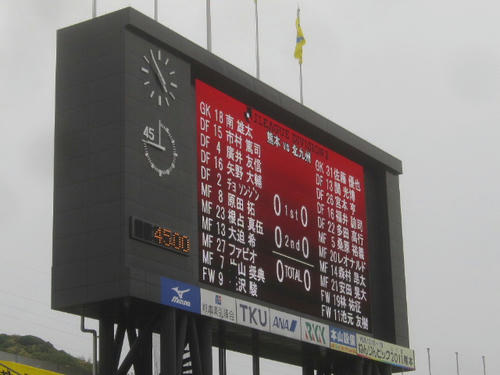 J.LEAGUE DIVISION 2
熊本 vs 北九州
GK 18 南 雄太
DF 15 市村 篤司
DF 4 廣井 友信
DF 16 矢野 大輔
DF 2 チョ ソンジン
MF 8 原田 拓
MF 23 根占 真伍
MF 13 大迫 希
MF 27 ファビオ
MF 7 片山 奨典
FW 9 沢 駿
0 1st 0
0 2nd 0
0 TOTAL 0
GK 31 佐藤 優也
DF 13 関 光博
DF 26 宮本 亨
DF 16 福井 諒司
DF 22 多田 高行
MF 5 桑原 裕義
MF 20 レオナルド
MF 14 森村 昂太
MF 21 安田 晃大
FW 19 林 祐征
FW 11 池元 友樹
45
4500
MIZUNO
TKU
ANA
RKK